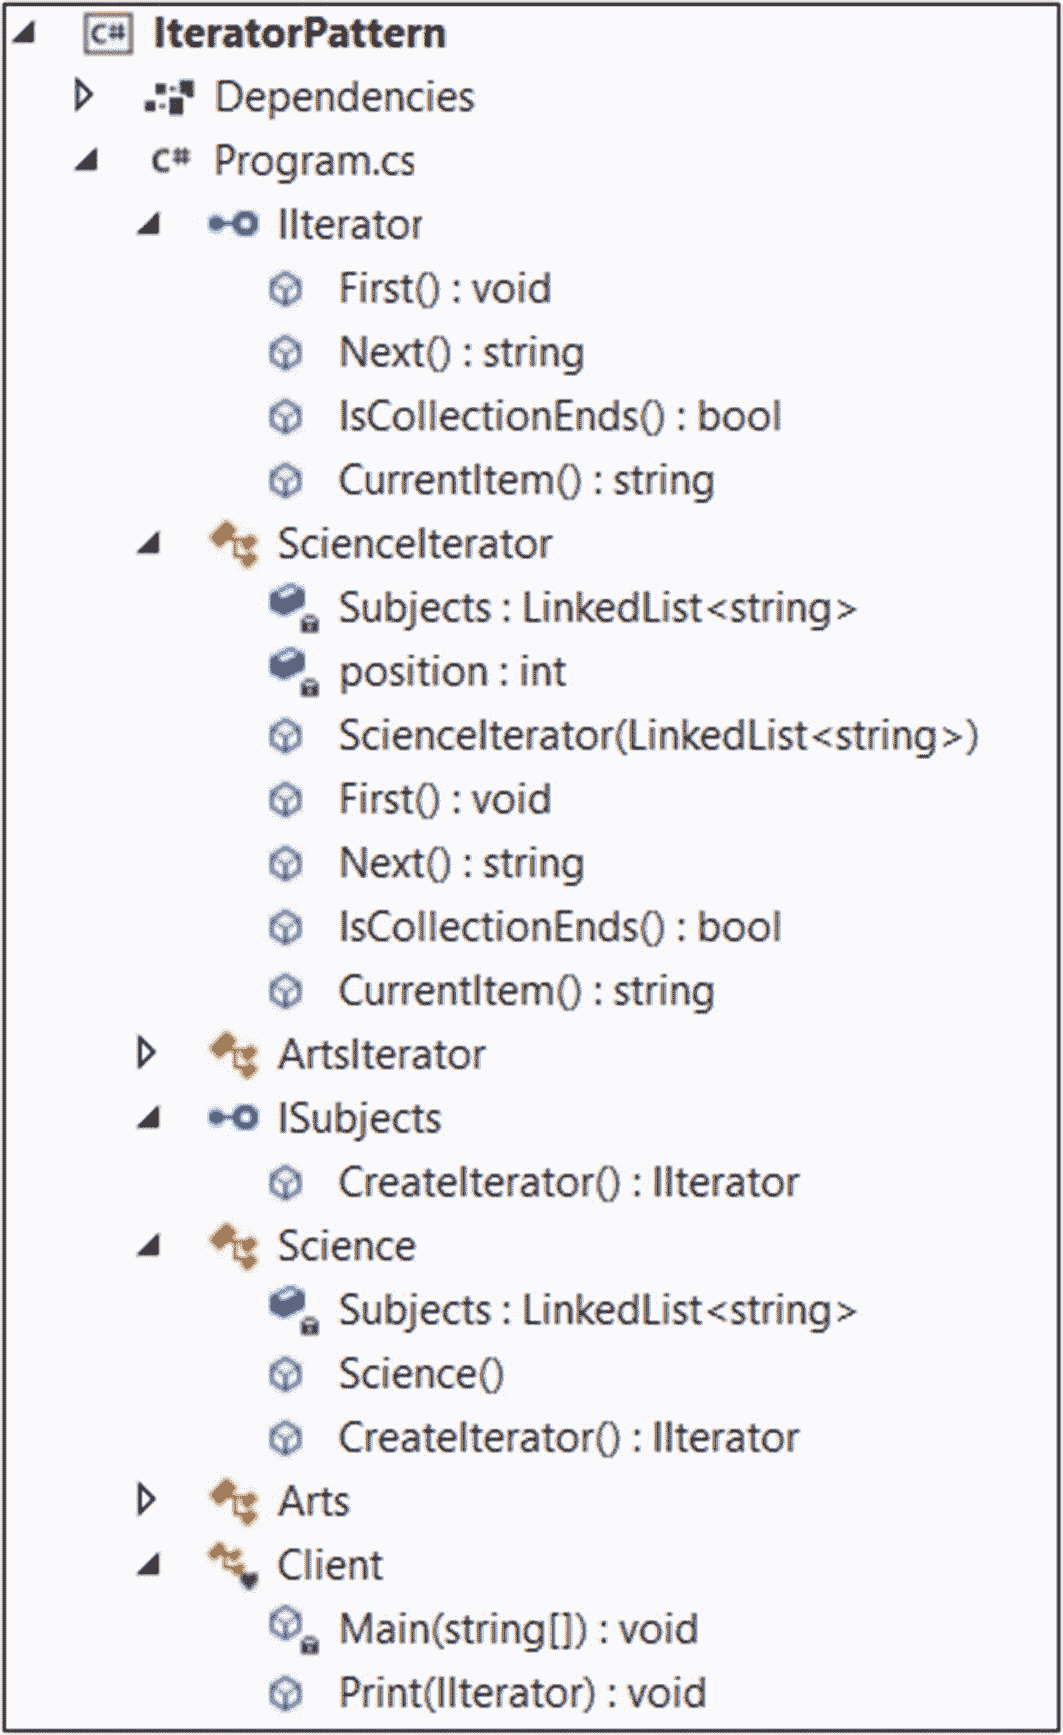 C# IteratorPattern
Dependencies
C# Program.cs
IIterator
First() : void
Next() : string
IsCollectionEnds() : bool
CurrentItem() : string
ScienceIterator
Subjects : LinkedList<string>
position : int
ScienceIterator(LinkedList<string>)
First() : void
Next() : string
IsCollectionEnds() : bool
CurrentItem() : string
ArtsIterator
ISubjects
CreateIterator() : IIterator
Science
Subjects : LinkedList<string>
Science()
CreateIterator() : IIterator
Arts
Client
Main(string[]) : void
Print(IIterator) : void